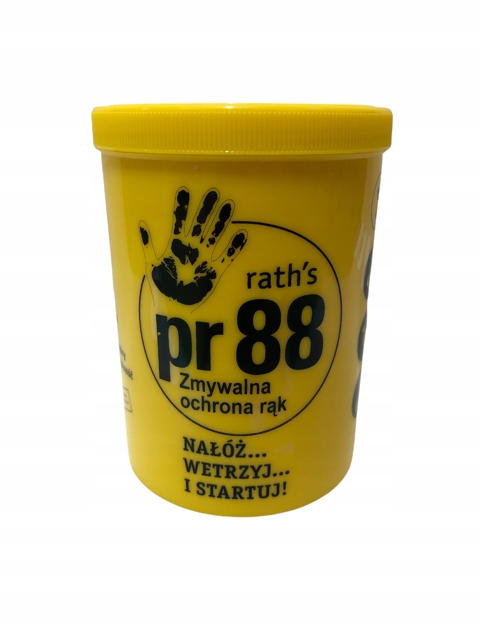 rath's
pr 88
Zmywalna
ochrona rąk
NAŁÓŻ...
WETRZYJ...
I STARTUJ!